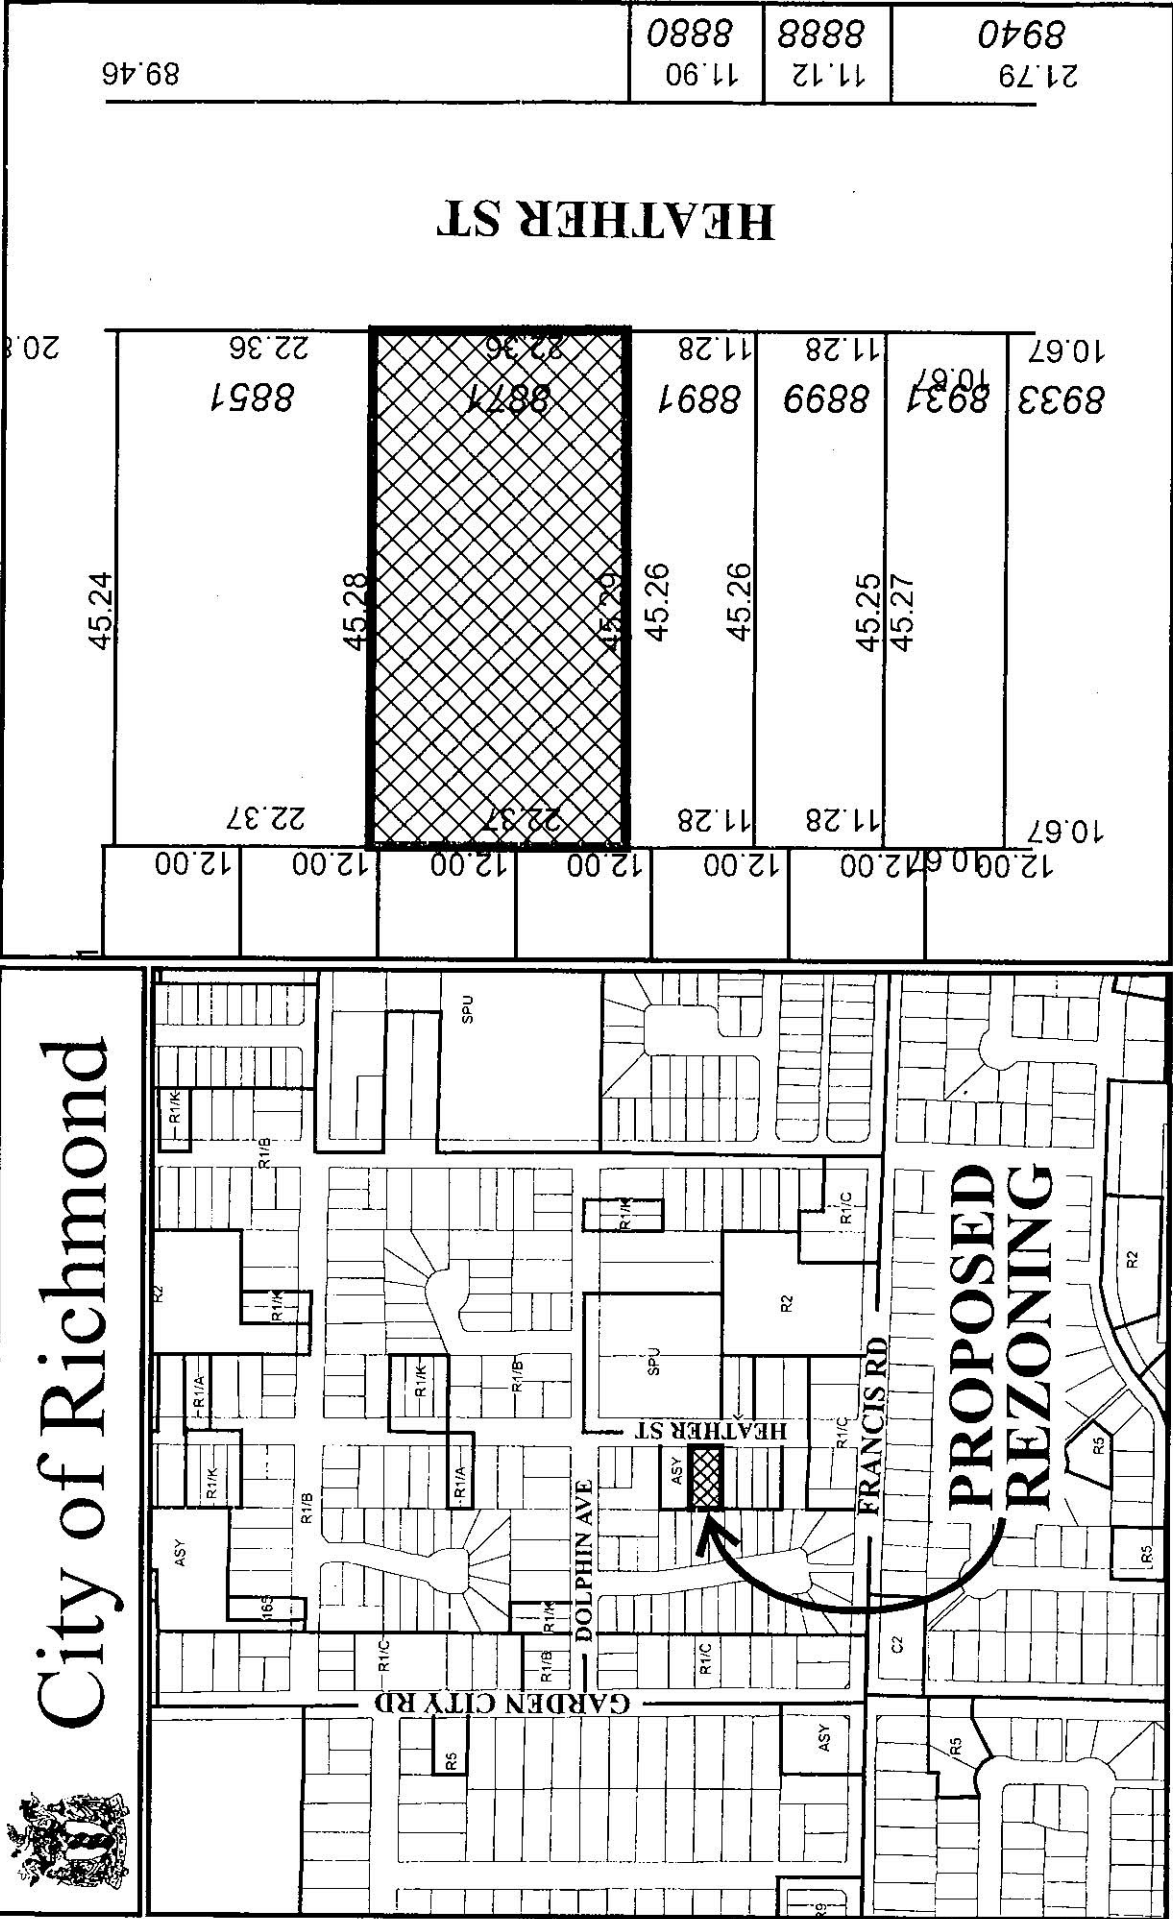 City of Richmond
PROPOSED
REZONING
GARDEN CITY RD
DOLPHIN AVE
HEATHER ST
FRANCIS RD
R2
R1/K
R1/B
R1/K
R1/A
R1/K
R1/B
ASY
R1/K
R1/B
R1/A
R1/C
R1/K
R1/B
R1/C
SPU
SPU
R1/K
R2
R1/C
R1/C
ASY
R5
ASY
C2
R5
R5
R5
R2
R9
HEATHER ST
89.46
8880
11.90
8888
11.12
8940
21.79
22.36
8851
22.36
8871
11.28
8891
11.28
8899
10.67
8931
10.67
8933
45.24
45.28
45.29
45.26
45.26
45.25
45.27
22.37
22.37
11.28
11.28
10.67
12.00
12.00
12.00
12.00
12.00
12.00
12.00